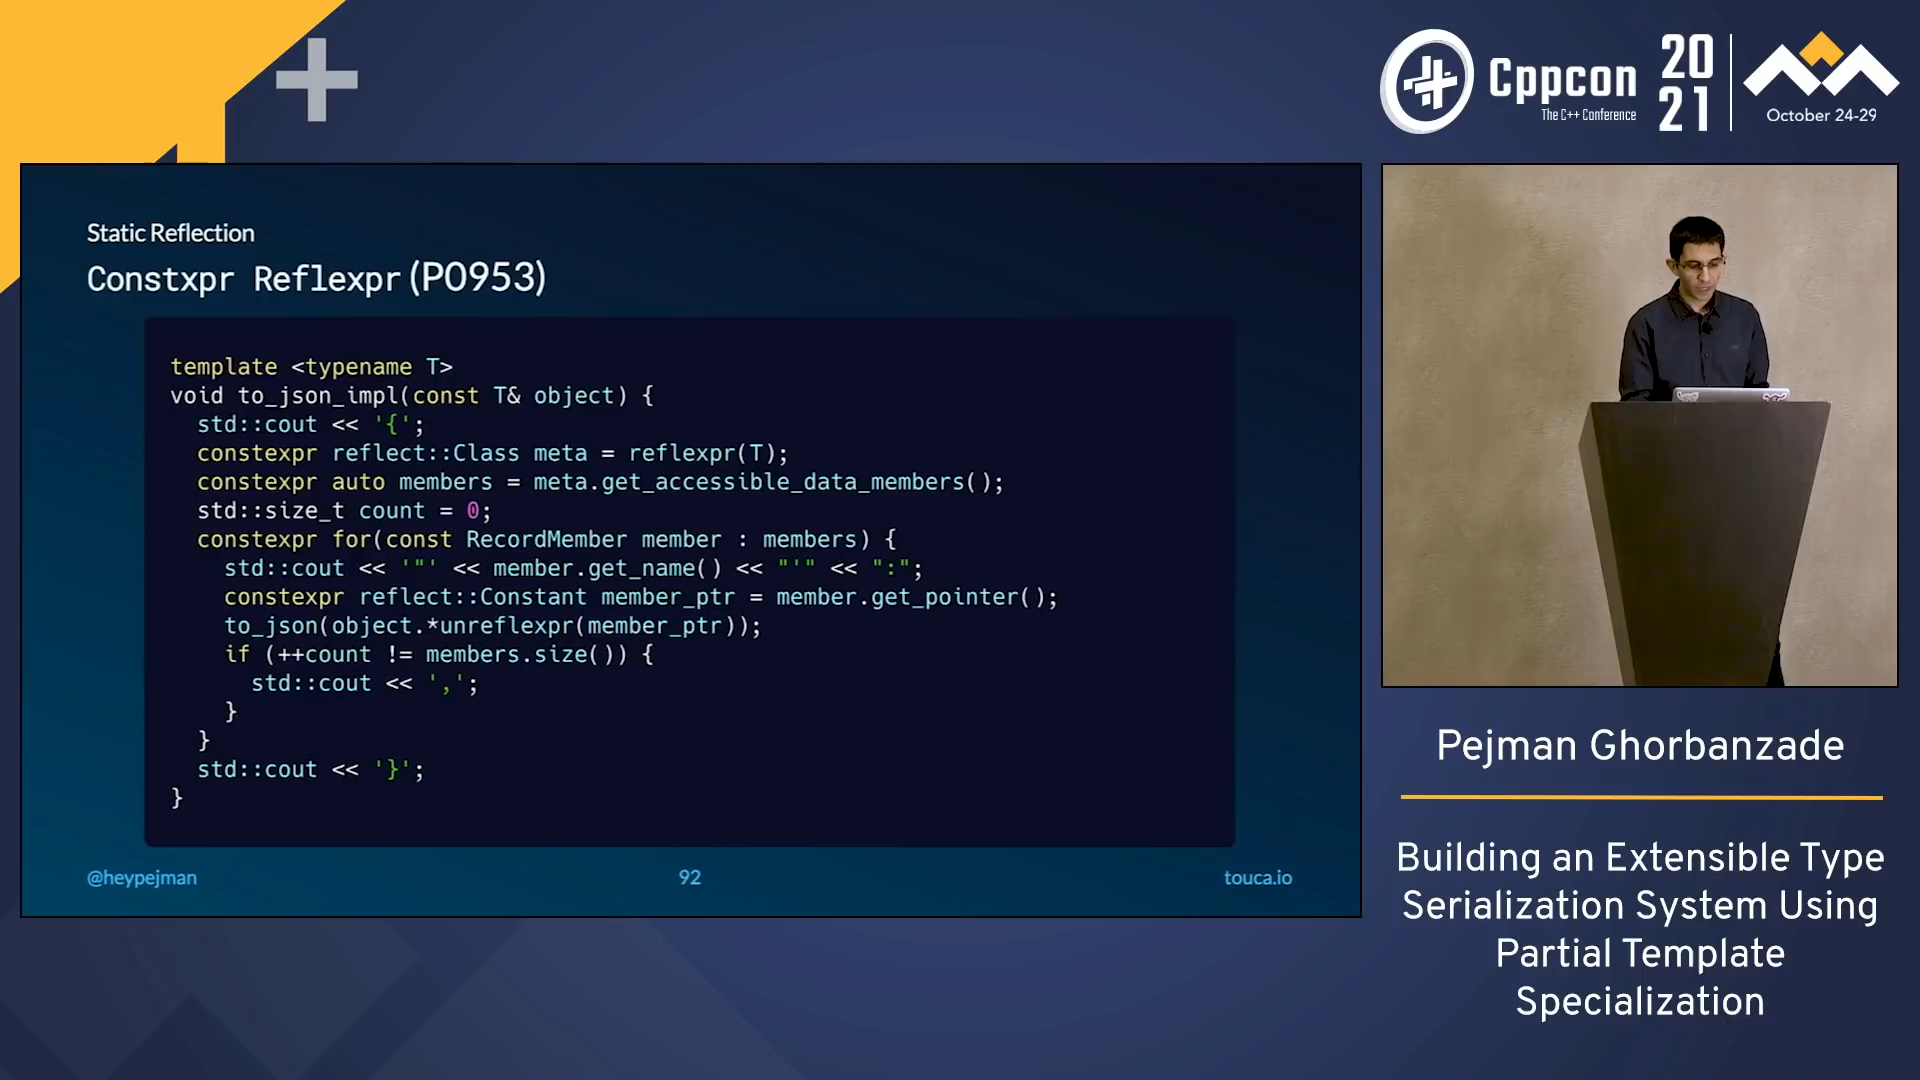 Cppcon
The C++ Conference
20
21
October 24-29
Static Reflection
Constxpr Reflexpr (P0953)
template <typename T>
void to_json_impl(const T& object) {
  std::cout << '{';
  constexpr reflect::Class meta = reflexpr(T);
  constexpr auto members = meta.get_accessible_data_members();
  std::size_t count = 0;
  constexpr for(const RecordMember member : members) {
    std::cout << '"' << member.get_name() << "'" << ":";
    constexpr reflect::Constant member_ptr = member.get_pointer();
    to_json(object.*unreflexpr(member_ptr));
    if (++count != members.size()) {
      std::cout << ',';
    }
  }
  std::cout << '}';
}
@heypejman
92
touca.io
Pejman Ghorbanzade
Building an Extensible Type
Serialization System Using
Partial Template
Specialization